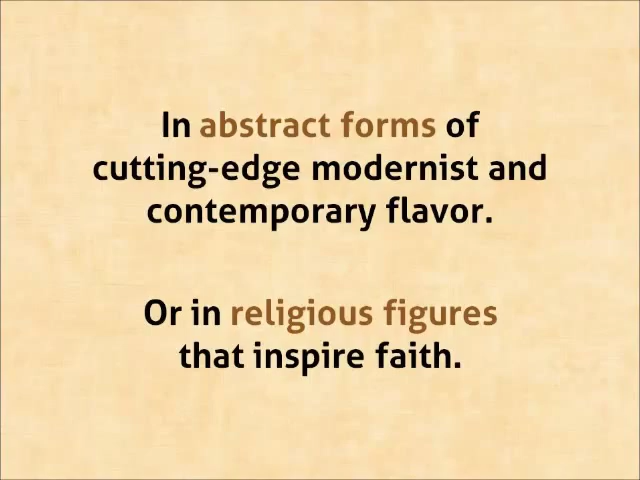 In abstract forms of
cutting-edge modernist and
contemporary flavor.
Or in religious figures
that inspire faith.